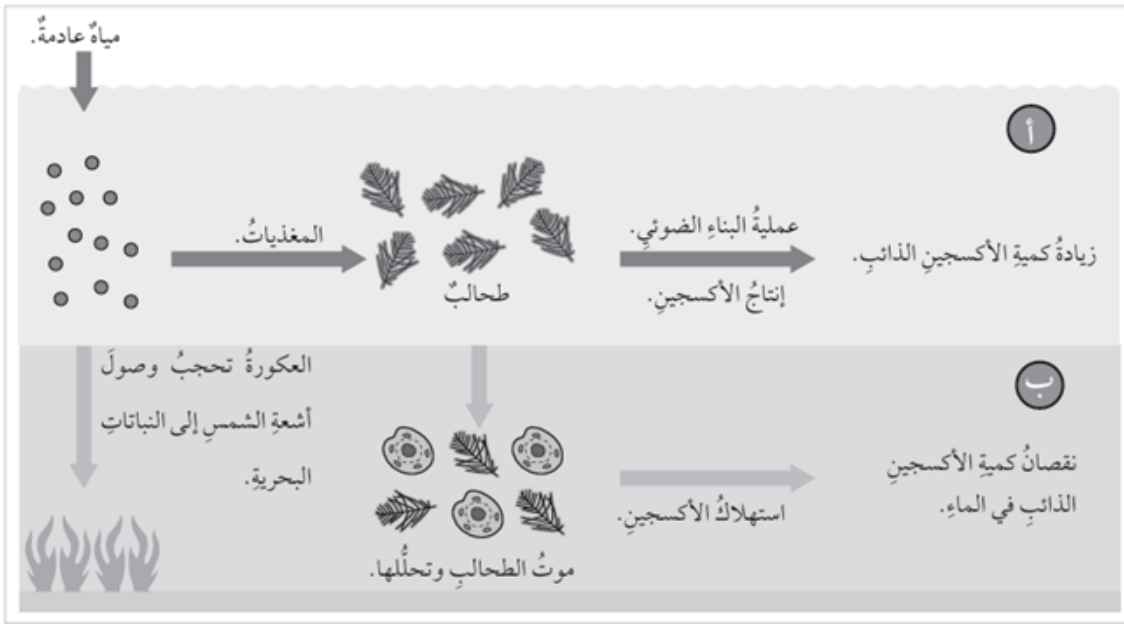 مياهٌ عادمةٌ.
أ
المغذياتُ.
طحالبٌ
عمليةُ البناءِ الضوئيِ.
إنتاجُ الأكسجينِ.
زيادةُ كميةِ الأكسجينِ الذائبِ.
العكورةُ تحجبُ وصولَ
أشعةِ الشمسِ إلى النباتاتِ
البحريةِ.
موتُ الطحالبِ وتحلُّلها.
استهلاكُ الأكسجينِ.
ب
نقصانُ كميةِ الأكسجينِ
الذائبِ في الماءِ.